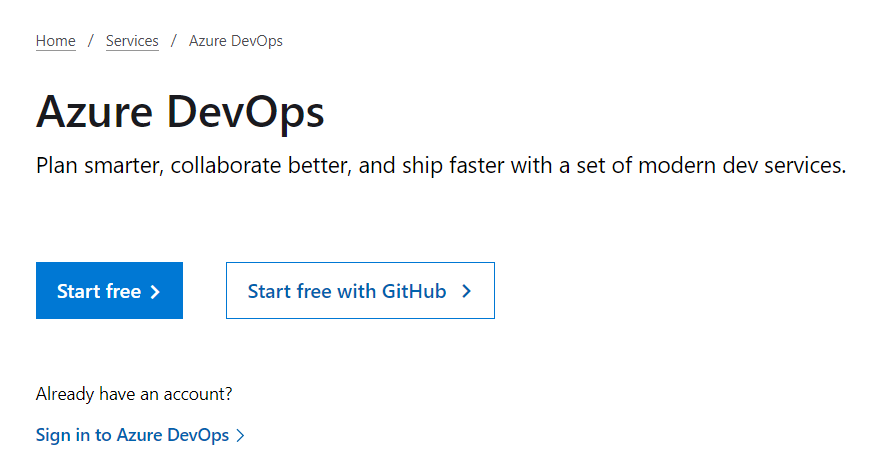 Home / Services / Azure DevOps
Azure DevOps
Plan smarter, collaborate better, and ship faster with a set of modern dev services.
Start free > Start free with GitHub >
Already have an account?
Sign in to Azure DevOps >